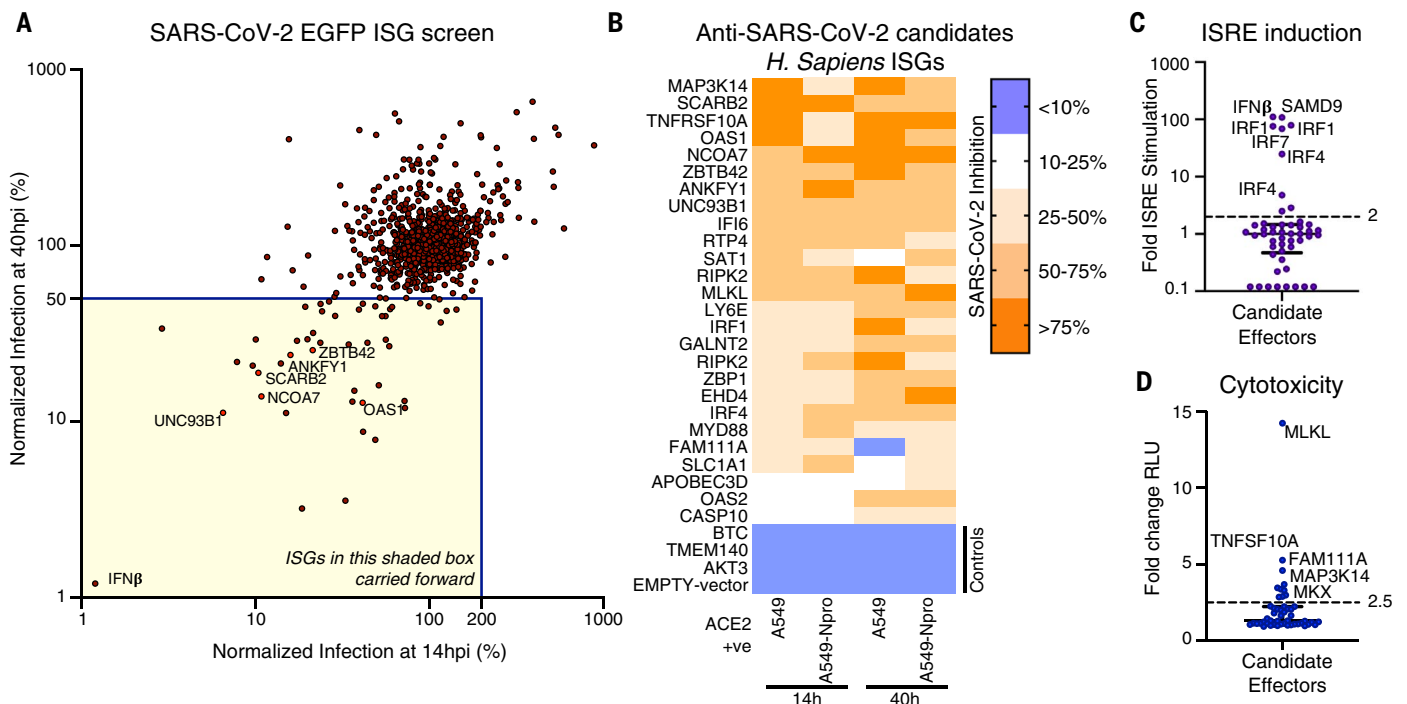 A
SARS-CoV-2 EGFP ISG screen
Normalized Infection at 40hpi (%)
1000
100
50
10
1
ZBTB42
ANKFY1
SCARB2
NCOA7
OAS1
UNC93B1
IFNβ
ISGs in this shaded box
carried forward
1
10
100
200
1000
Normalized Infection at 14hpi (%)
B
Anti-SARS-CoV-2 candidates
H. Sapiens ISGs
MAP3K14
SCARB2
TNFRSF10A
OAS1
NCOA7
ZBTB42
ANKFY1
UNC93B1
IFI6
RTP4
SAT1
RIPK2
MLKL
LY6E
IRF1
GALNT2
RIPK2
ZBP1
EHD4
IRF4
MYD88
FAM111A
SLC1A1
APOBEC3D
OAS2
CASP10
BTC
TMEM140
AKT3
EMPTY-vector
Controls
ACE2
+ve
A549
A549-Npro
A549
A549-Npro
14h
40h
SARS-CoV-2 Inhibition
<10%
10-25%
25-50%
50-75%
>75%
C
ISRE induction
Fold ISRE Stimulation
1000
100
10
1
0.1
IFNβ
SAMD9
IRF1
IRF1
IRF7
IRF4
IRF4
2
Candidate
Effectors
D
Cytotoxicity
Fold change RLU
15
10
5
0
MLKL
TNFSF10A
FAM111A
MAP3K14
MKX
2.5
Candidate
Effectors